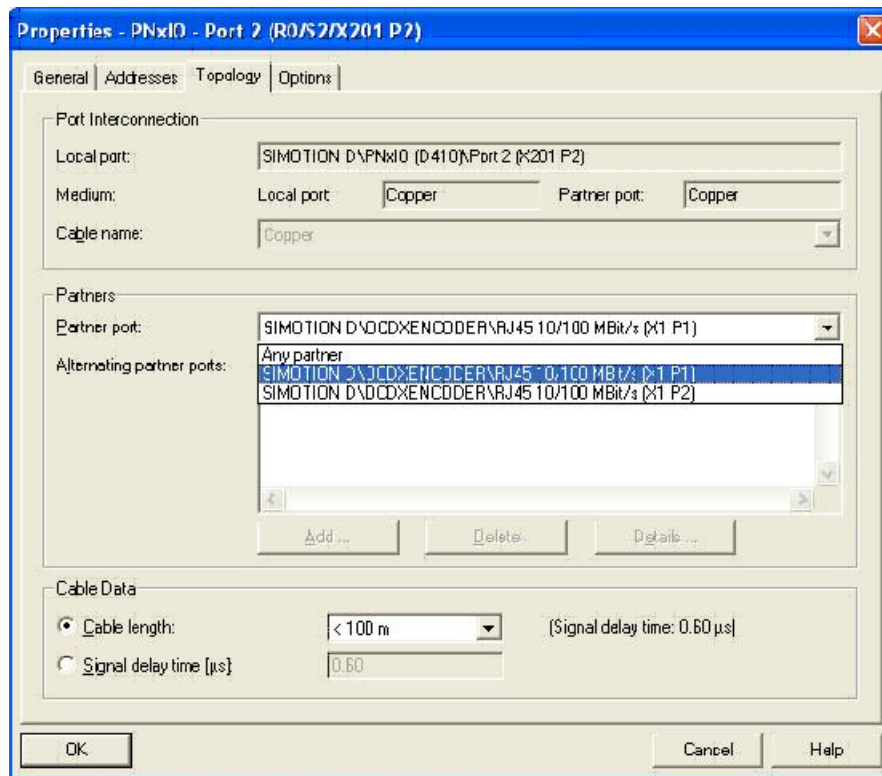 Properties - PNxIO - Port 2 (R0/S2/X201 P2)
General Addresses Topology Options
Port Interconnection
Local port: SIMOTION D\PNxIO (D410)\Port 2 (X201 P2)
Medium: Local port Copper Partner port: Copper
Cable name: Copper
Partners
Partner port: SIMOTION D\OCDXENCODER\RJ45 10/100 MBit/s (X1 P1)
Any partner
Alternating partner ports: SIMOTION D\OCDXENCODER\RJ45 10/100 MBit/s (X1 P1)
SIMOTION D\OCDXENCODER\RJ45 10/100 MBit/s (X1 P2)
Add ... Delete Details ...
Cable Data
Cable length: < 100 m (Signal delay time: 0.60 µs)
Signal delay time [µs] 0.60
OK Cancel Help